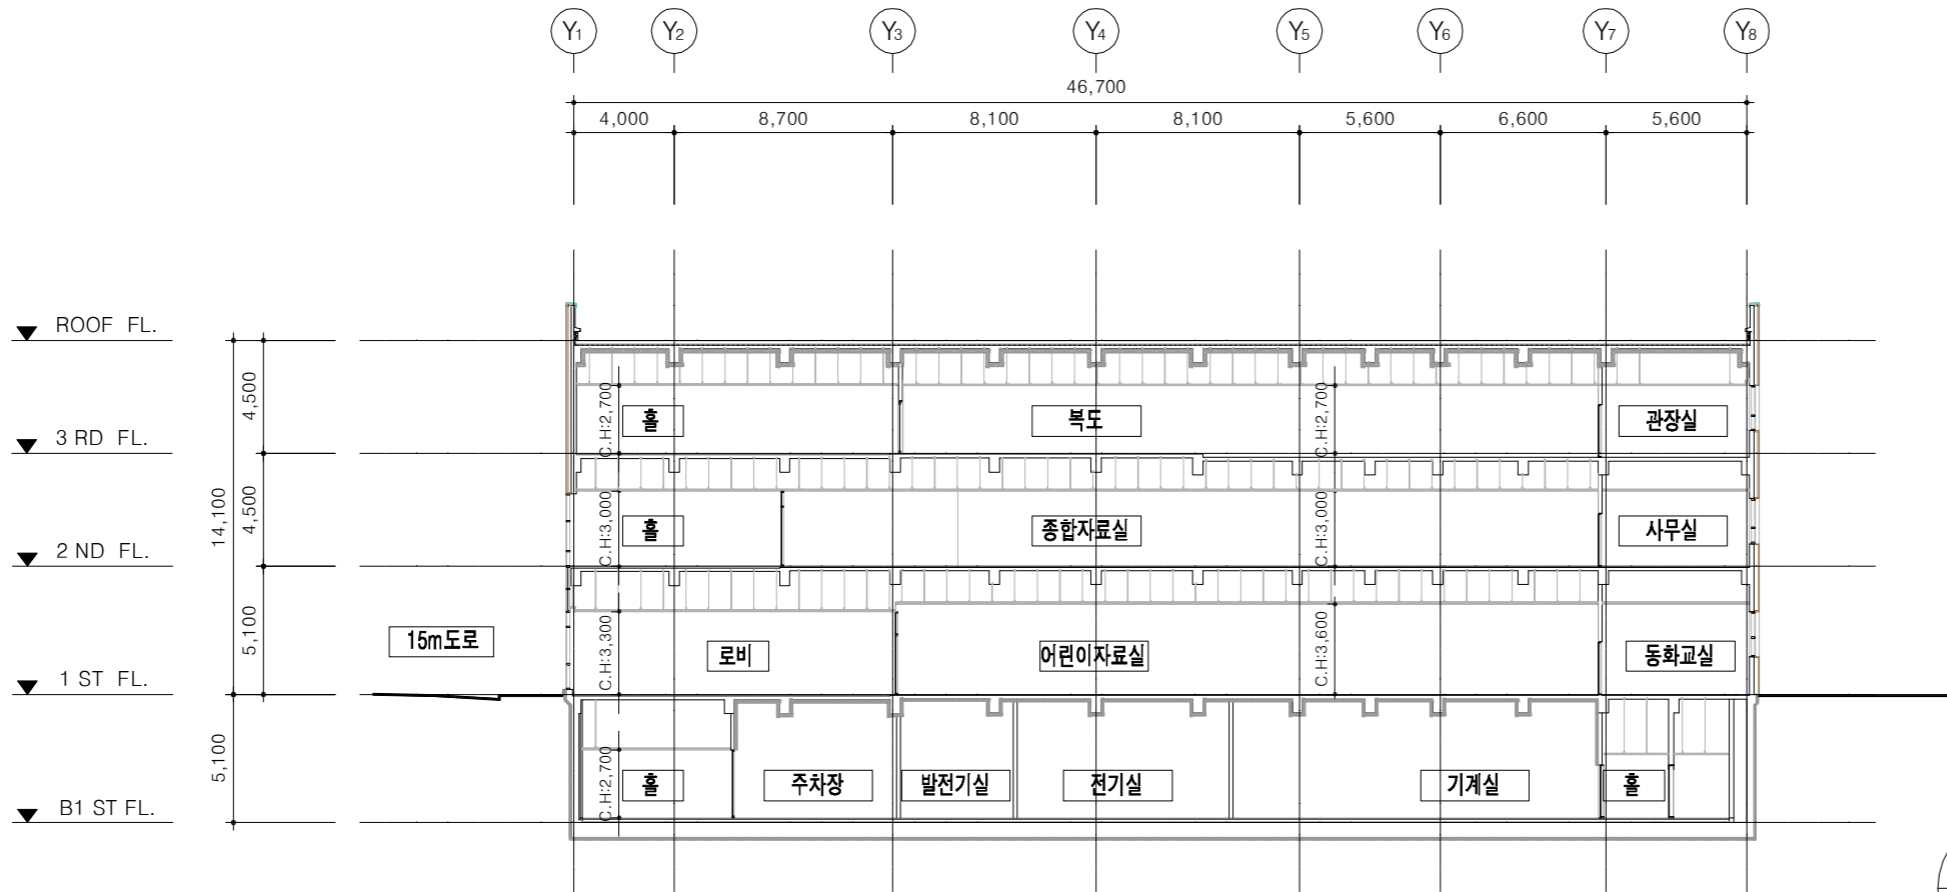 Y1 Y2 Y3 Y4 Y5 Y6 Y7 Y8
46,700
4,000 8,700 8,100 8,100 5,600 6,600 5,600
ROOF FL.
4,500
C.H:2,700 홀 복도 C.H:2,700 관장실
3 RD FL.
14,100
4,500
C.H:3,000 홀 종합자료실 C.H:3,000 사무실
2 ND FL.
5,100
15m도로 C.H:3,300 로비 어린이자료실 C.H:3,600 동화교실
1 ST FL.
5,100
C.H:2,700 홀 주차장 발전기실 전기실 기계실 홀
B1 ST FL.